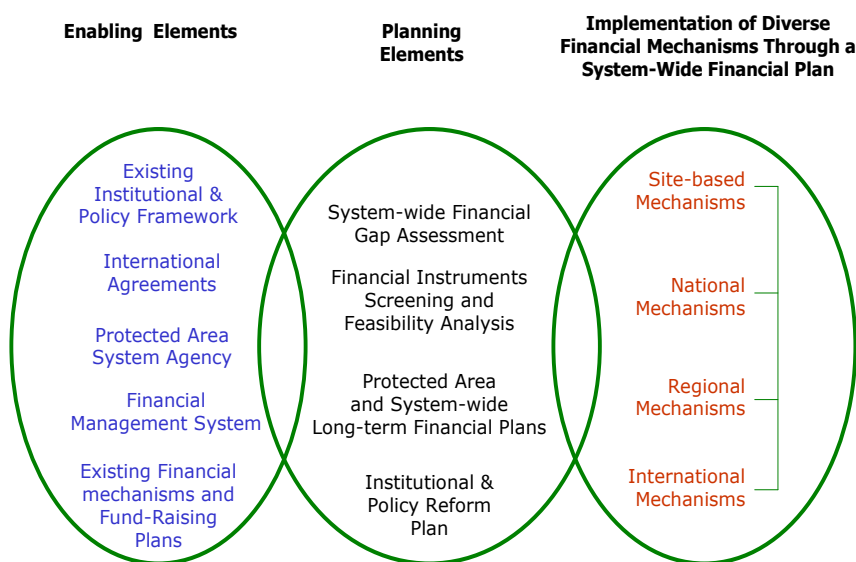 Enabling Elements
Planning
Elements
Implementation of Diverse
Financial Mechanisms Through a
System-Wide Financial Plan
Existing
Institutional &
Policy Framework
International
Agreements
Protected Area
System Agency
Financial
Management System
Existing Financial
mechanisms and
Fund-Raising
Plans
System-wide Financial
Gap Assessment
Financial Instruments
Screening and
Feasibility Analysis
Protected Area
and System-wide
Long-term Financial Plans
Institutional &
Policy Reform
Plan
Site-based
Mechanisms
National
Mechanisms
Regional
Mechanisms
International
Mechanisms